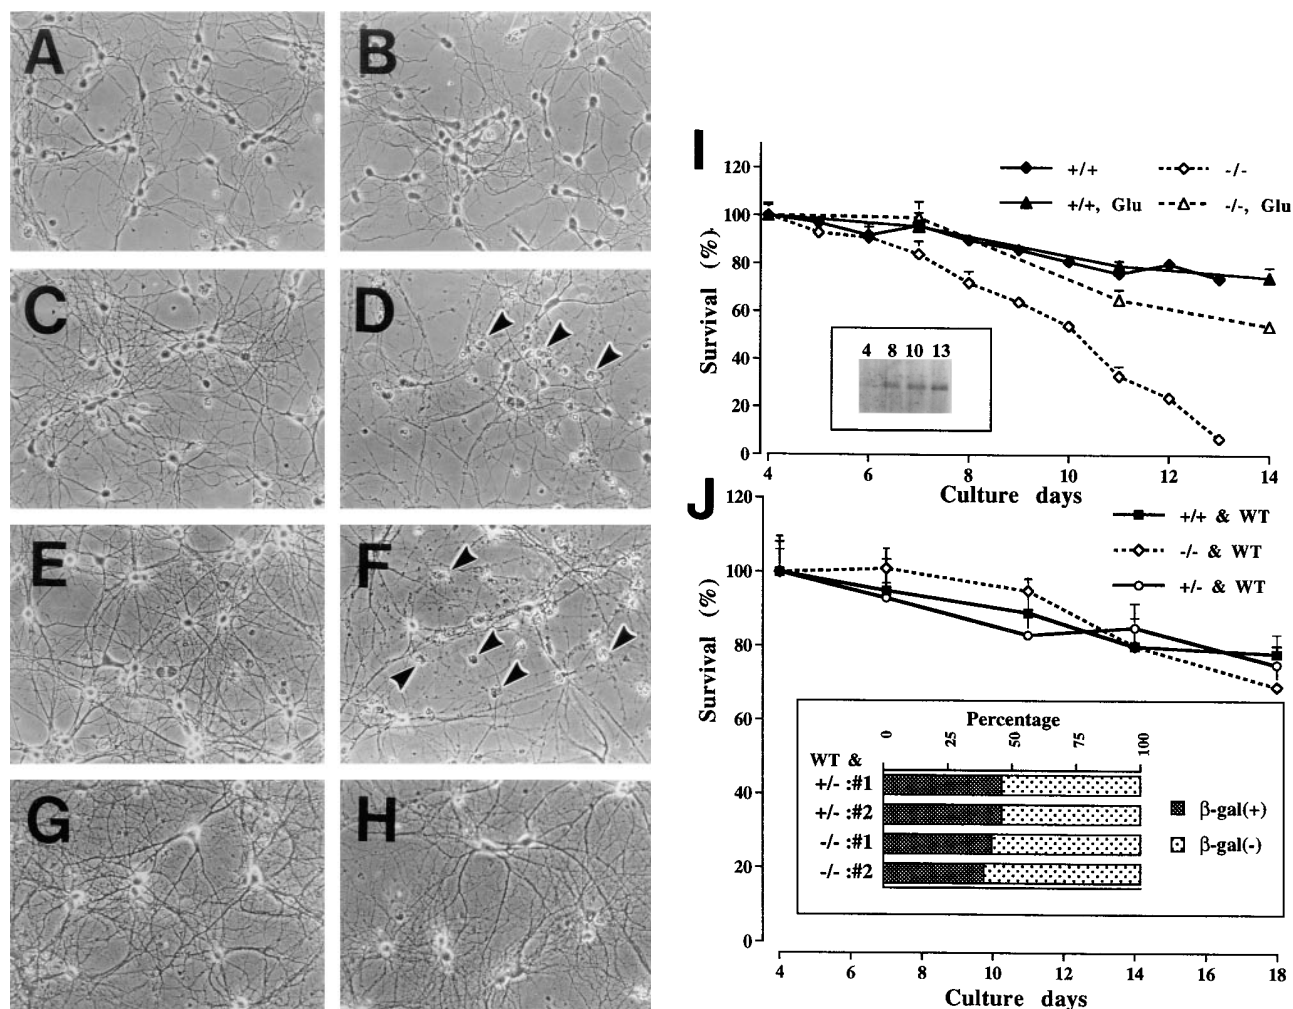 A
B
C
D
E
F
G
H
I
+/+
-/-
+/+, Glu
-/-, Glu
Survival (%)
120
100
80
60
40
20
0
4 8 10 13
4 6 8 10 12 14
Culture days
J
+/+ & WT
-/- & WT
+/- & WT
Survival (%)
120
100
80
60
40
20
0
Percentage
0 25 50 75 100
WT &
+/- :#1
+/- :#2
-/- :#1
-/- :#2
β-gal(+)
β-gal(-)
4 6 8 10 12 14 16 18
Culture days